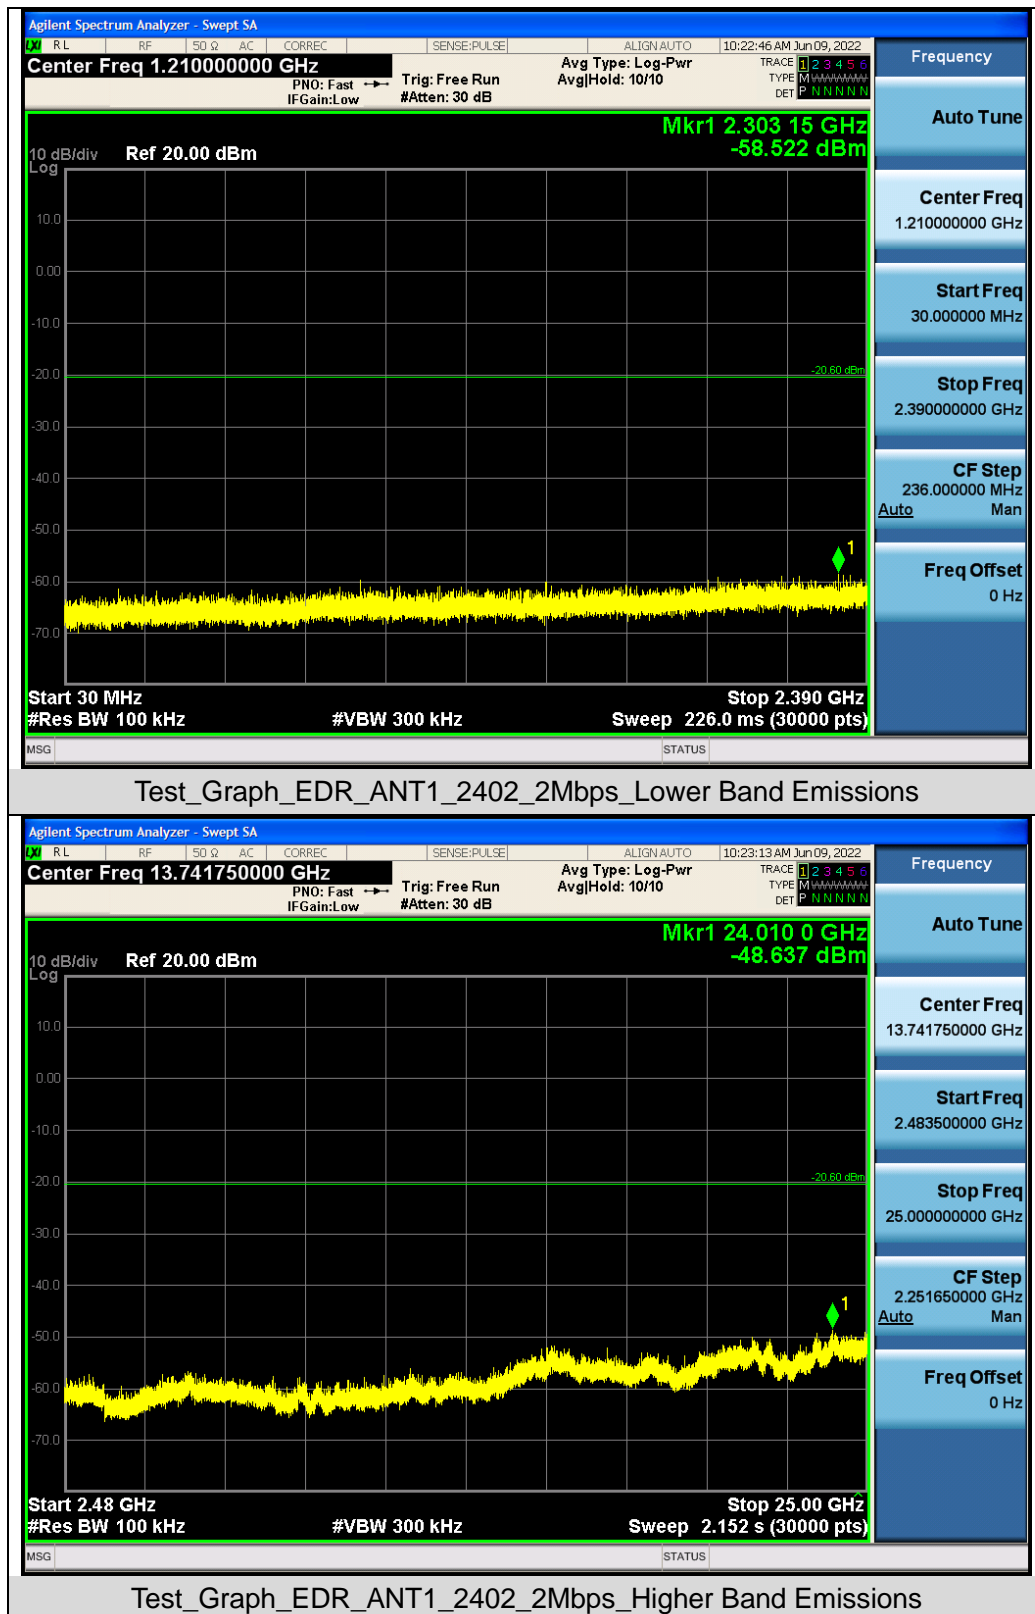 Agilent Spectrum Analyzer - Swept SA
LXI RL RF 50 Ω AC CORREC SENSE:PULSE ALIGN AUTO 10:22:46 AM Jun 09, 2022
Center Freq 1.210000000 GHz
PNO: Fast
IFGain:Low
Trig: Free Run
#Atten: 30 dB
Avg Type: Log-Pwr
Avg|Hold: 10/10
TRACE 1 2 3 4 5 6
TYPE M
DET P N N N N N
Mkr1 2.303 15 GHz
-58.522 dBm
10 dB/div Ref 20.00 dBm
Log
10.0
0.00
-10.0
-20.0
-20.60 dBm
-30.0
-40.0
-50.0
1
-60.0
-70.0
Start 30 MHz Stop 2.390 GHz
#Res BW 100 kHz #VBW 300 kHz Sweep 226.0 ms (30000 pts)
MSG STATUS
Frequency
Auto Tune
Center Freq
1.210000000 GHz
Start Freq
30.000000 MHz
Stop Freq
2.390000000 GHz
CF Step
236.000000 MHz
Auto Man
Freq Offset
0 Hz
Test_Graph_EDR_ANT1_2402_2Mbps_Lower Band Emissions
Agilent Spectrum Analyzer - Swept SA
LXI RL RF 50 Ω AC CORREC SENSE:PULSE ALIGN AUTO 10:23:13 AM Jun 09, 2022
Center Freq 13.741750000 GHz
PNO: Fast
IFGain:Low
Trig: Free Run
#Atten: 30 dB
Avg Type: Log-Pwr
Avg|Hold: 10/10
TRACE 1 2 3 4 5 6
TYPE M
DET P N N N N N
Mkr1 24.010 0 GHz
-48.637 dBm
10 dB/div Ref 20.00 dBm
Log
10.0
0.00
-10.0
-20.0
-20.60 dBm
-30.0
-40.0
1
-50.0
-60.0
-70.0
Start 2.48 GHz Stop 25.00 GHz
#Res BW 100 kHz #VBW 300 kHz Sweep 2.152 s (30000 pts)
MSG STATUS
Frequency
Auto Tune
Center Freq
13.741750000 GHz
Start Freq
2.483500000 GHz
Stop Freq
25.000000000 GHz
CF Step
2.251650000 GHz
Auto Man
Freq Offset
0 Hz
Test_Graph_EDR_ANT1_2402_2Mbps_Higher Band Emissions